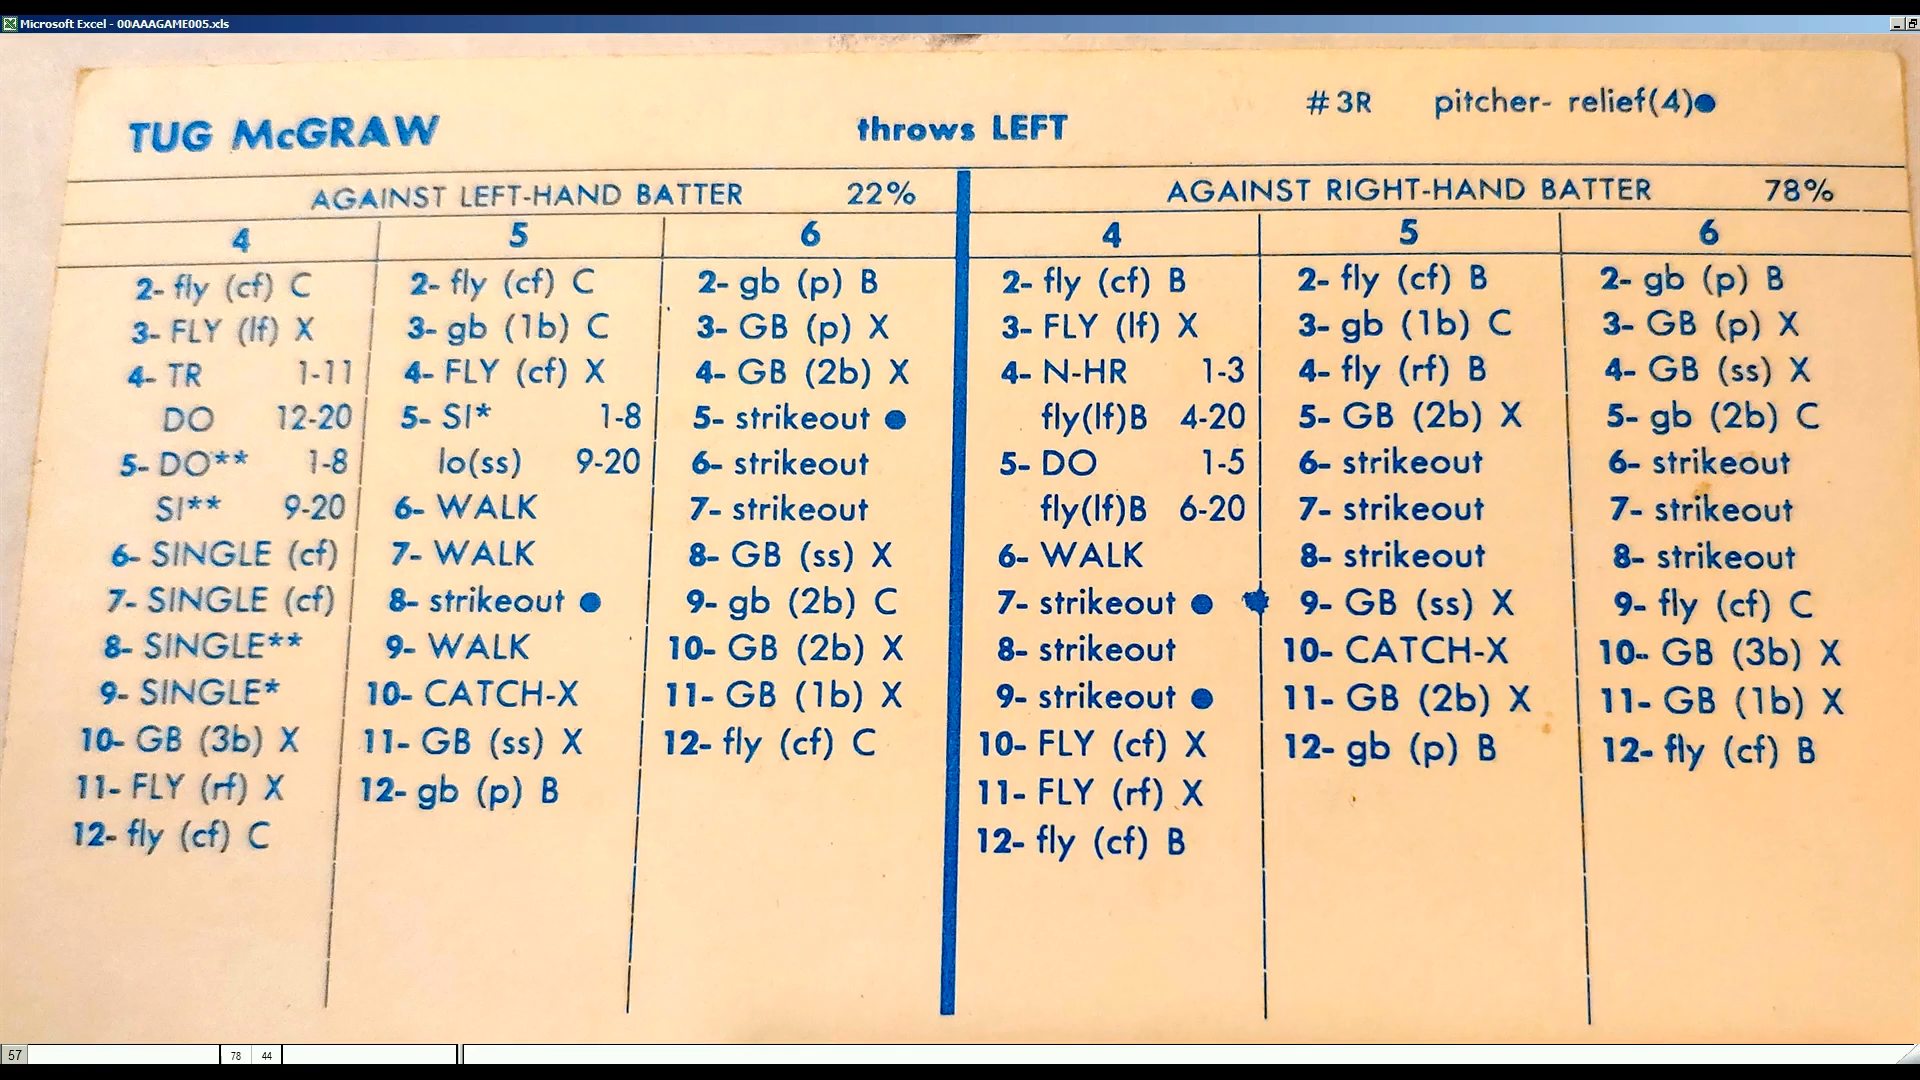 Microsoft Excel - 00AAAGAME005.xls
TUG McGRAW throws LEFT #3R pitcher- relief(4)●
AGAINST LEFT-HAND BATTER 22%
4 5 6
2- fly (cf) C 2- fly (cf) C 2- gb (p) B
3- FLY (lf) X 3- gb (1b) C 3- GB (p) X
4- TR 1-11 4- FLY (cf) X 4- GB (2b) X
DO 12-20 5- SI* 1-8 5- strikeout ●
5- DO** 1-8 lo(ss) 9-20 6- strikeout
SI** 9-20 6- WALK 7- strikeout
6- SINGLE (cf) 7- WALK 8- GB (ss) X
7- SINGLE (cf) 8- strikeout ● 9- gb (2b) C
8- SINGLE** 9- WALK 10- GB (2b) X
9- SINGLE* 10- CATCH-X 11- GB (1b) X
10- GB (3b) X 11- GB (ss) X 12- fly (cf) C
11- FLY (rf) X 12- gb (p) B
12- fly (cf) C
AGAINST RIGHT-HAND BATTER 78%
4 5 6
2- fly (cf) B 2- fly (cf) B 2- gb (p) B
3- FLY (lf) X 3- gb (1b) C 3- GB (p) X
4- N-HR 1-3 4- fly (rf) B 4- GB (ss) X
fly(lf)B 4-20 5- GB (2b) X 5- gb (2b) C
5- DO 1-5 6- strikeout 6- strikeout
fly(lf)B 6-20 7- strikeout 7- strikeout
6- WALK 8- strikeout 8- strikeout
7- strikeout ● 9- GB (ss) X 9- fly (cf) C
8- strikeout 10- CATCH-X 10- GB (3b) X
9- strikeout ● 11- GB (2b) X 11- GB (1b) X
10- FLY (cf) X 12- gb (p) B 12- fly (cf) B
11- FLY (rf) X
12- fly (cf) B
57 78 44